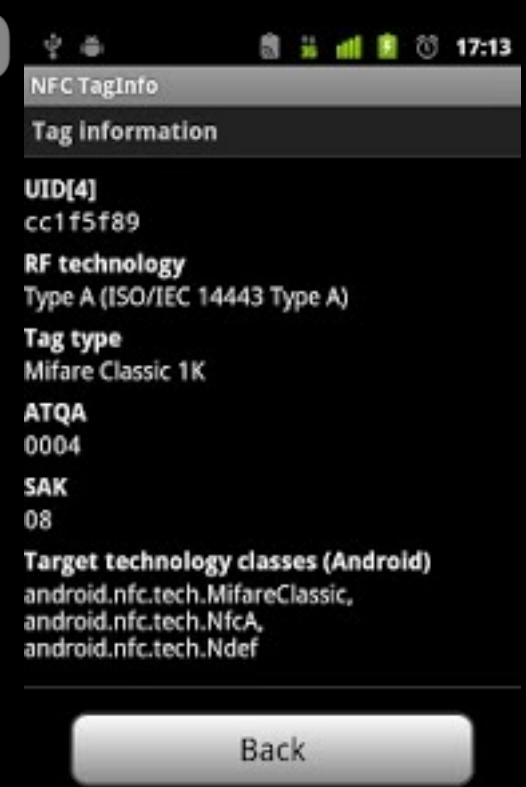 17:13
NFC TagInfo
Tag information
UID[4]
cc1f5f89
RF technology
Type A (ISO/IEC 14443 Type A)
Tag type
Mifare Classic 1K
ATQA
0004
SAK
08
Target technology classes (Android)
android.nfc.tech.MifareClassic,
android.nfc.tech.NfcA,
android.nfc.tech.Ndef
Back